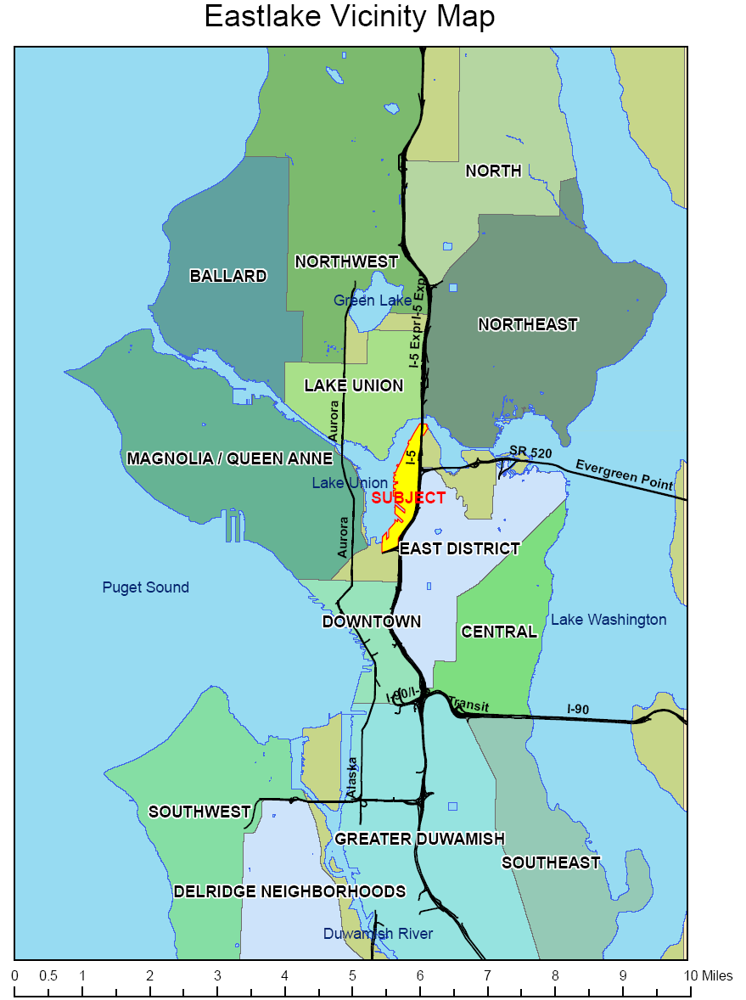 Eastlake Vicinity Map
NORTH
NORTHWEST
BALLARD
Green Lake
I-5 Expr
I-5 Expr
NORTHEAST
LAKE UNION
Aurora
MAGNOLIA / QUEEN ANNE
I-5
SR 520
Evergreen Point
Lake Union
SUBJECT
Aurora
EAST DISTRICT
Puget Sound
DOWNTOWN
CENTRAL
Lake Washington
I-90/I-
Transit
I-90
Alaska
SOUTHWEST
GREATER DUWAMISH
SOUTHEAST
DELRIDGE NEIGHBORHOODS
Duwamish River
0 0.5 1 2 3 4 5 6 7 8 9 10 Miles